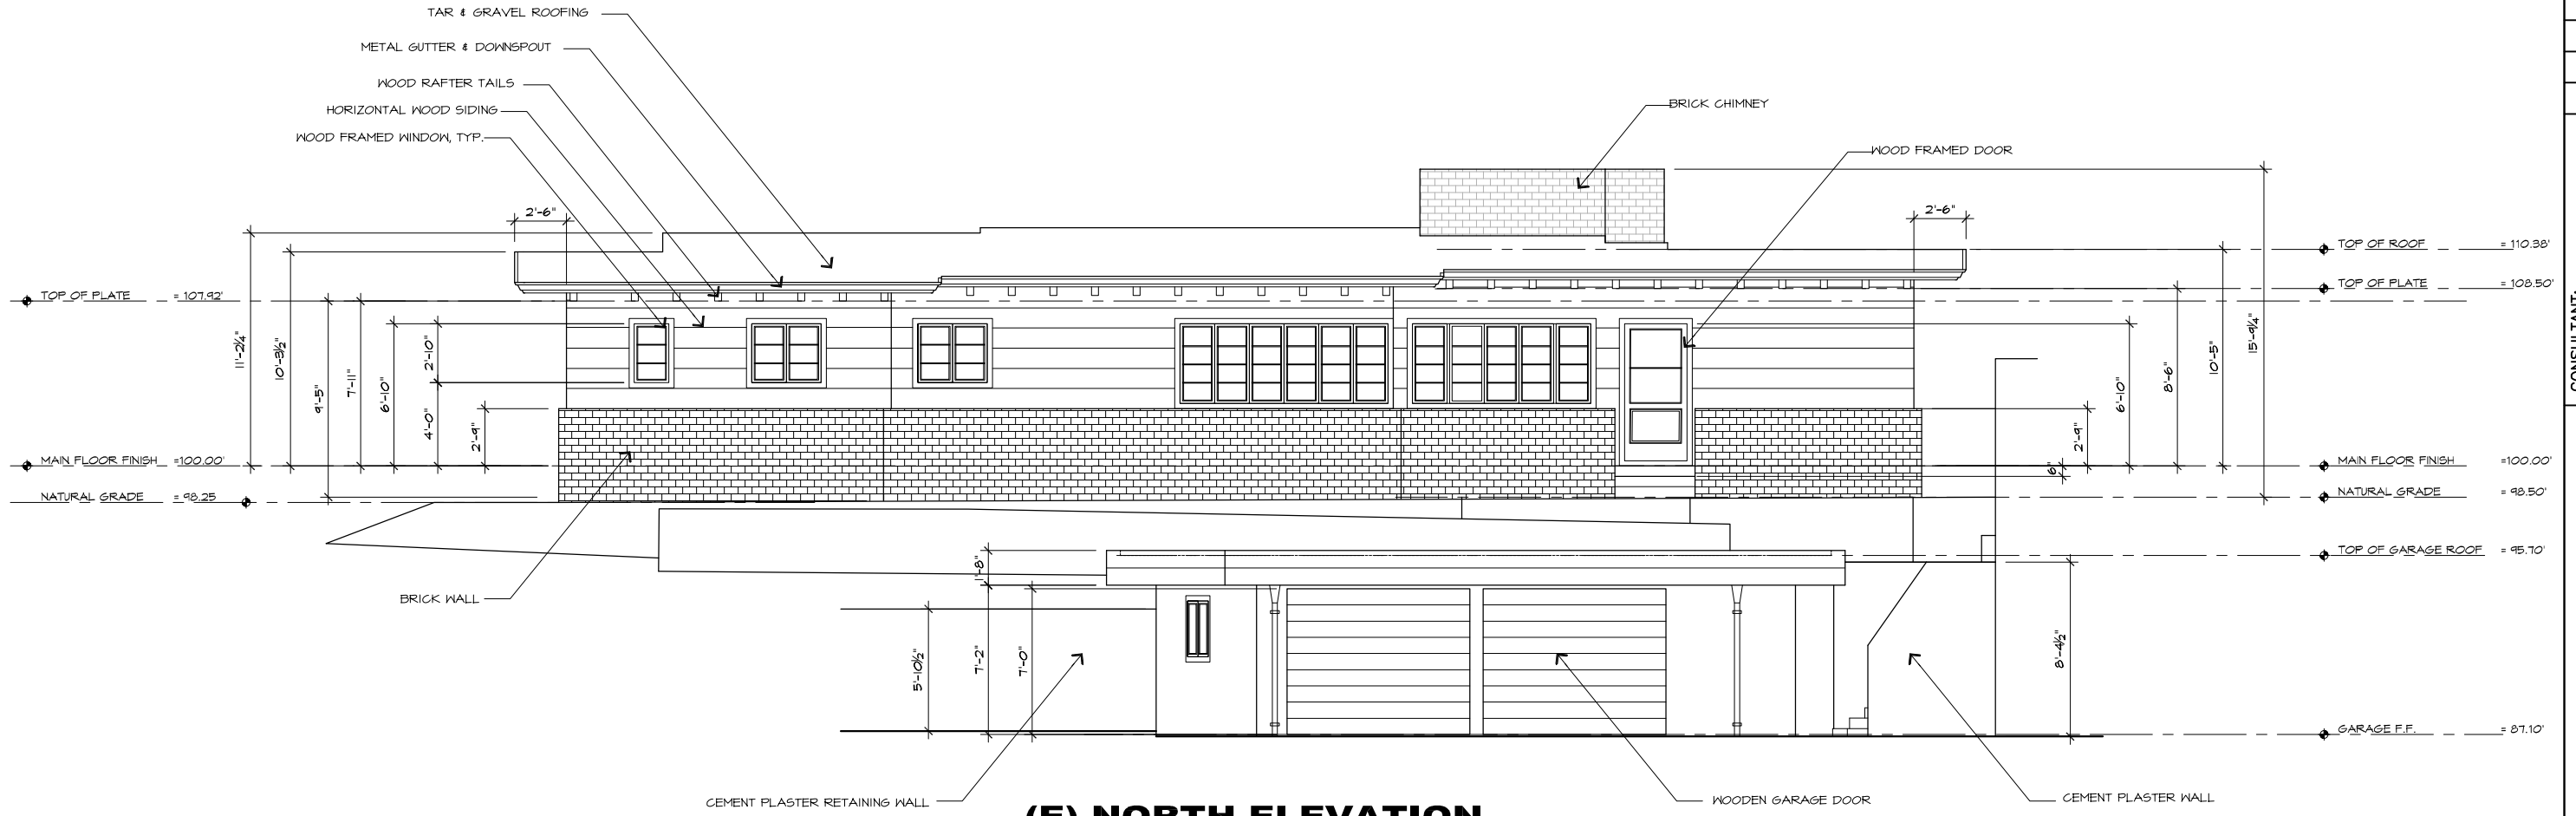 TAR & GRAVEL ROOFING
METAL GUTTER & DOWNSPOUT
WOOD RAFTER TAILS
HORIZONTAL WOOD SIDING
WOOD FRAMED WINDOW, TYP.
BRICK CHIMNEY
WOOD FRAMED DOOR
2'-6"
2'-6"
TOP OF ROOF = 110.38'
TOP OF PLATE = 108.50'
TOP OF PLATE = 107.92'
11'-2¼"
10'-3½"
9'-5"
7'-11"
6'-10"
2'-10"
4'-0"
2'-9"
15'-9¼"
10'-5"
8'-6"
6'-10"
2'-9"
6"
MAIN FLOOR FINISH =100.00'
MAIN FLOOR FINISH =100.00'
NATURAL GRADE = 98.25
NATURAL GRADE = 98.50'
TOP OF GARAGE ROOF = 95.70'
1'-8"
BRICK WALL
5'-10½"
7'-2"
7'-0"
8'-4½"
GARAGE F.F. = 87.10'
CEMENT PLASTER RETAINING WALL
WOODEN GARAGE DOOR
CEMENT PLASTER WALL
(E) NORTH ELEVATION
CONSULTANT: